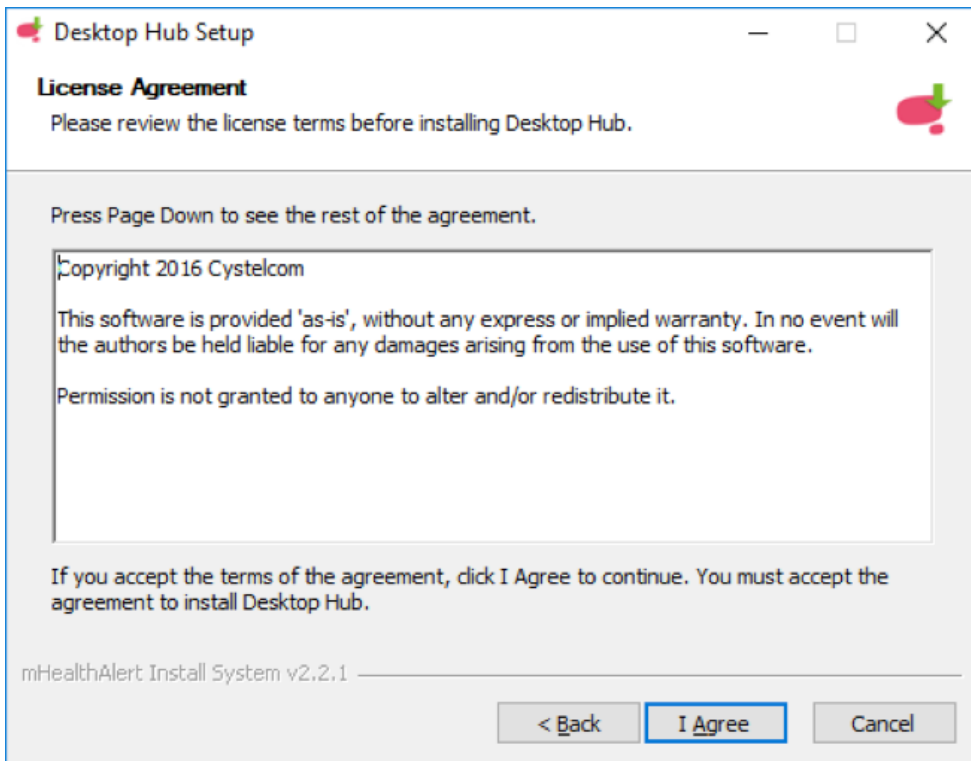 Desktop Hub Setup
License Agreement
Please review the license terms before installing Desktop Hub.
Press Page Down to see the rest of the agreement.
Copyright 2016 Cystelcom
This software is provided 'as-is', without any express or implied warranty. In no event will
the authors be held liable for any damages arising from the use of this software.
Permission is not granted to anyone to alter and/or redistribute it.
If you accept the terms of the agreement, click I Agree to continue. You must accept the
agreement to install Desktop Hub.
mHealthAlert Install System v2.2.1
< Back
I Agree
Cancel